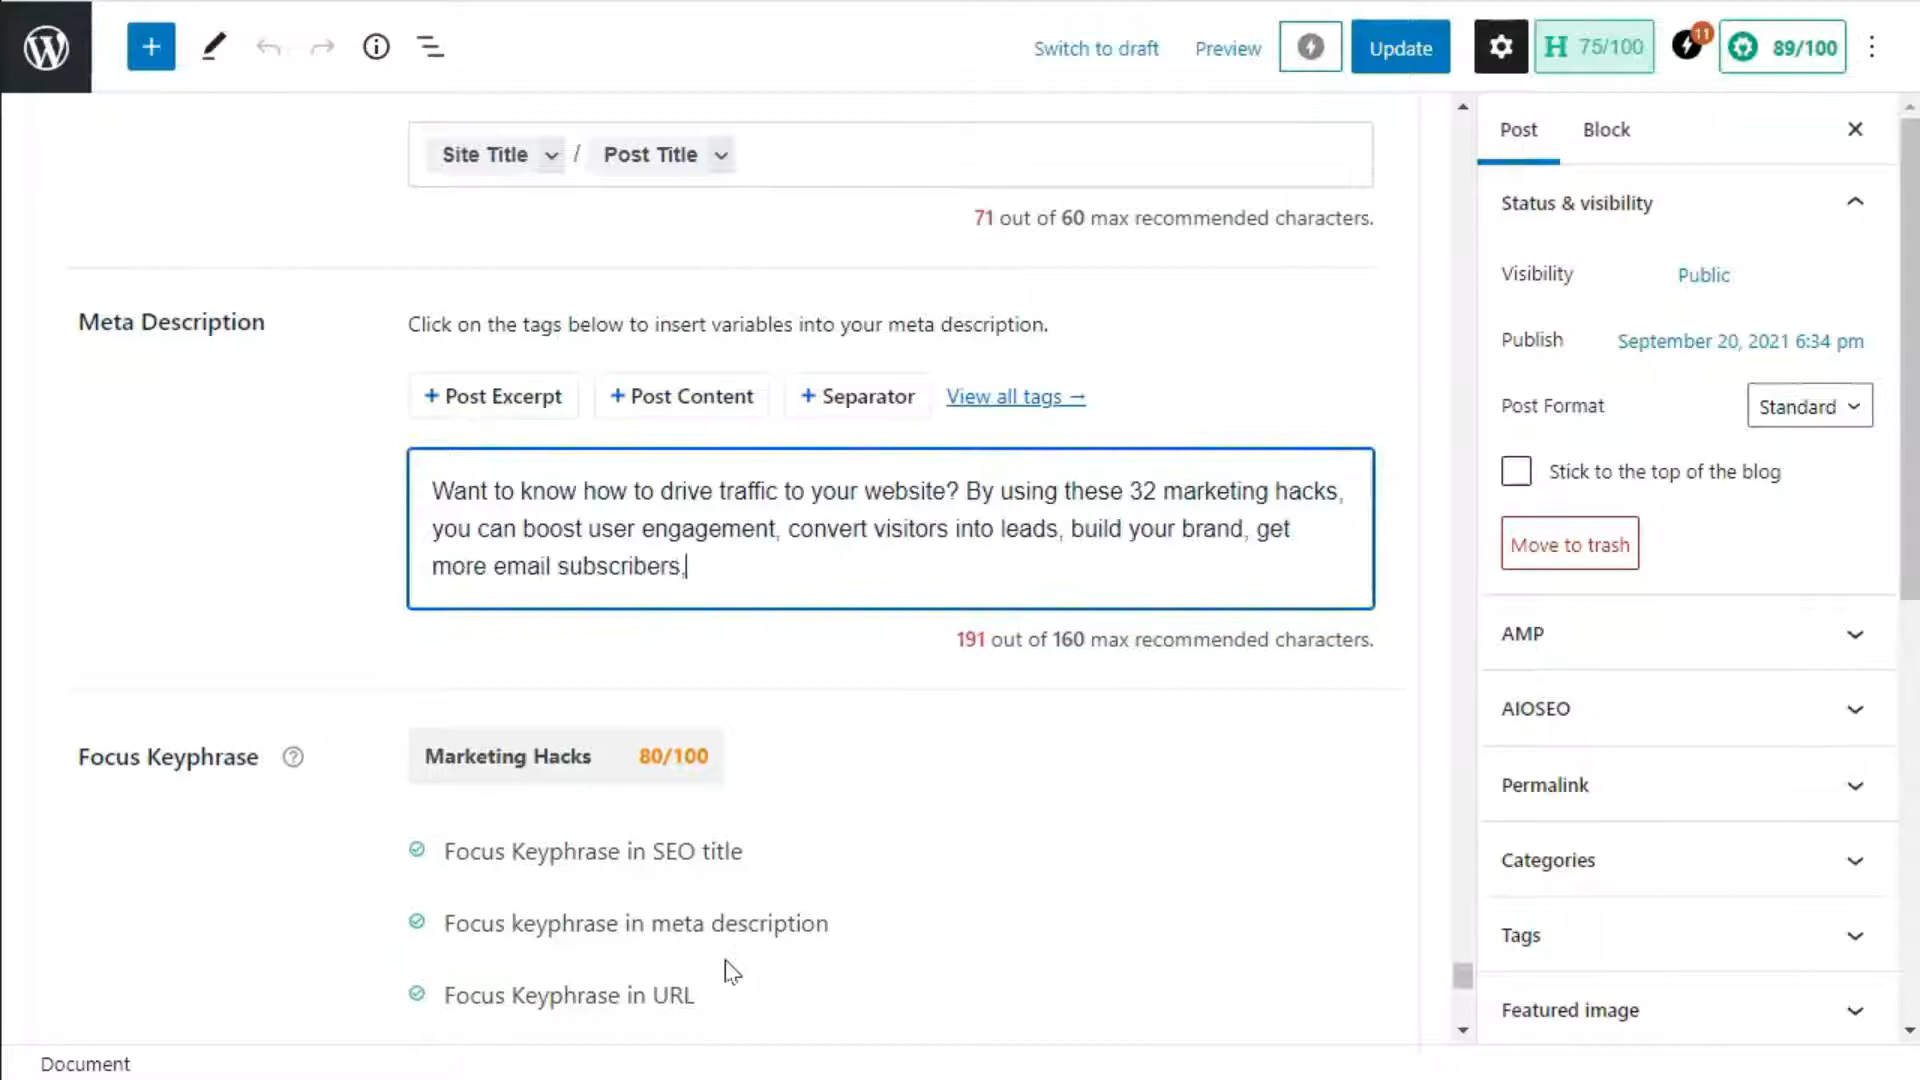 Switch to draft Preview Update 75/100 11 89/100
Site Title / Post Title
71 out of 60 max recommended characters.
Meta Description
Click on the tags below to insert variables into your meta description.
+ Post Excerpt + Post Content + Separator View all tags →
Want to know how to drive traffic to your website? By using these 32 marketing hacks,
you can boost user engagement, convert visitors into leads, build your brand, get
more email subscribers,
191 out of 160 max recommended characters.
Focus Keyphrase ?
Marketing Hacks 80/100
Focus Keyphrase in SEO title
Focus keyphrase in meta description
Focus Keyphrase in URL
Document
Post Block
Status & visibility
Visibility Public
Publish September 20, 2021 6:34 pm
Post Format Standard
Stick to the top of the blog
Move to trash
AMP
AIOSEO
Permalink
Categories
Tags
Featured image